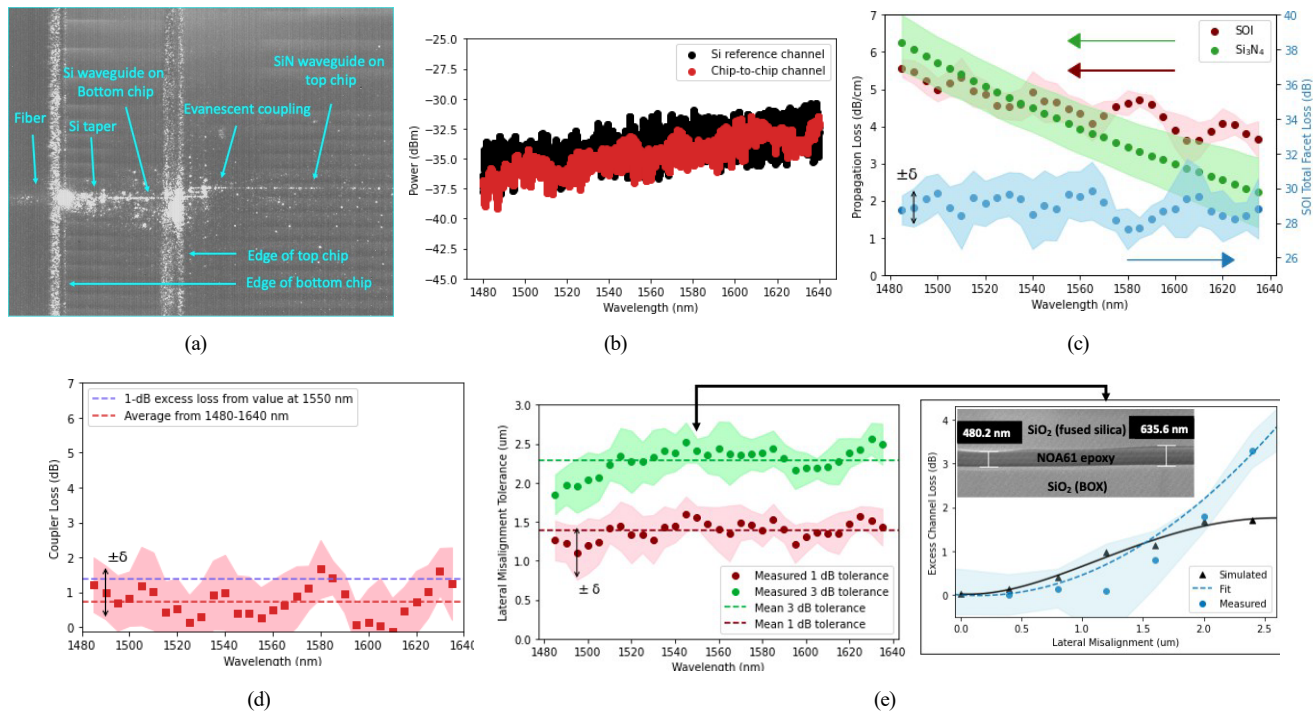 Fiber
Si taper
Si waveguide on
Bottom chip
Evanescent coupling
SiN waveguide on
top chip
Edge of top chip
Edge of bottom chip
(a)
−25.0
−27.5
−30.0
−32.5
−35.0
−37.5
−40.0
−42.5
−45.0
Power (dBm)
Si reference channel
Chip-to-chip channel
1480 1500 1520 1540 1560 1580 1600 1620 1640
Wavelength (nm)
(b)
7
6
5
4
3
2
1
0
Propagation Loss (dB/cm)
SOI
Si₃N₄
±δ
40
38
36
34
32
30
28
26
SOI Total Facet Loss (dB)
1480 1500 1520 1540 1560 1580 1600 1620 1640
Wavelength (nm)
(c)
7
6
5
4
3
2
1
0
Coupler Loss (dB)
1-dB excess loss from value at 1550 nm
Average from 1480-1640 nm
±δ
1480 1500 1520 1540 1560 1580 1600 1620 1640
Wavelength (nm)
(d)
3.0
2.5
2.0
1.5
1.0
0.5
0.0
Lateral Misalignment Tolerance (um)
± δ
Measured 1 dB tolerance
Measured 3 dB tolerance
Mean 3 dB tolerance
Mean 1 dB tolerance
1480 1500 1520 1540 1560 1580 1600 1620 1640
Wavelength (nm)
4
3
2
1
0
Excess Channel Loss (dB)
480.2 nm
SiO₂ (fused silica)
635.6 nm
NOA61 epoxy
SiO₂ (BOX)
Simulated
Fit
Measured
0.0 0.5 1.0 1.5 2.0 2.5
Lateral Misalignment (um)
(e)